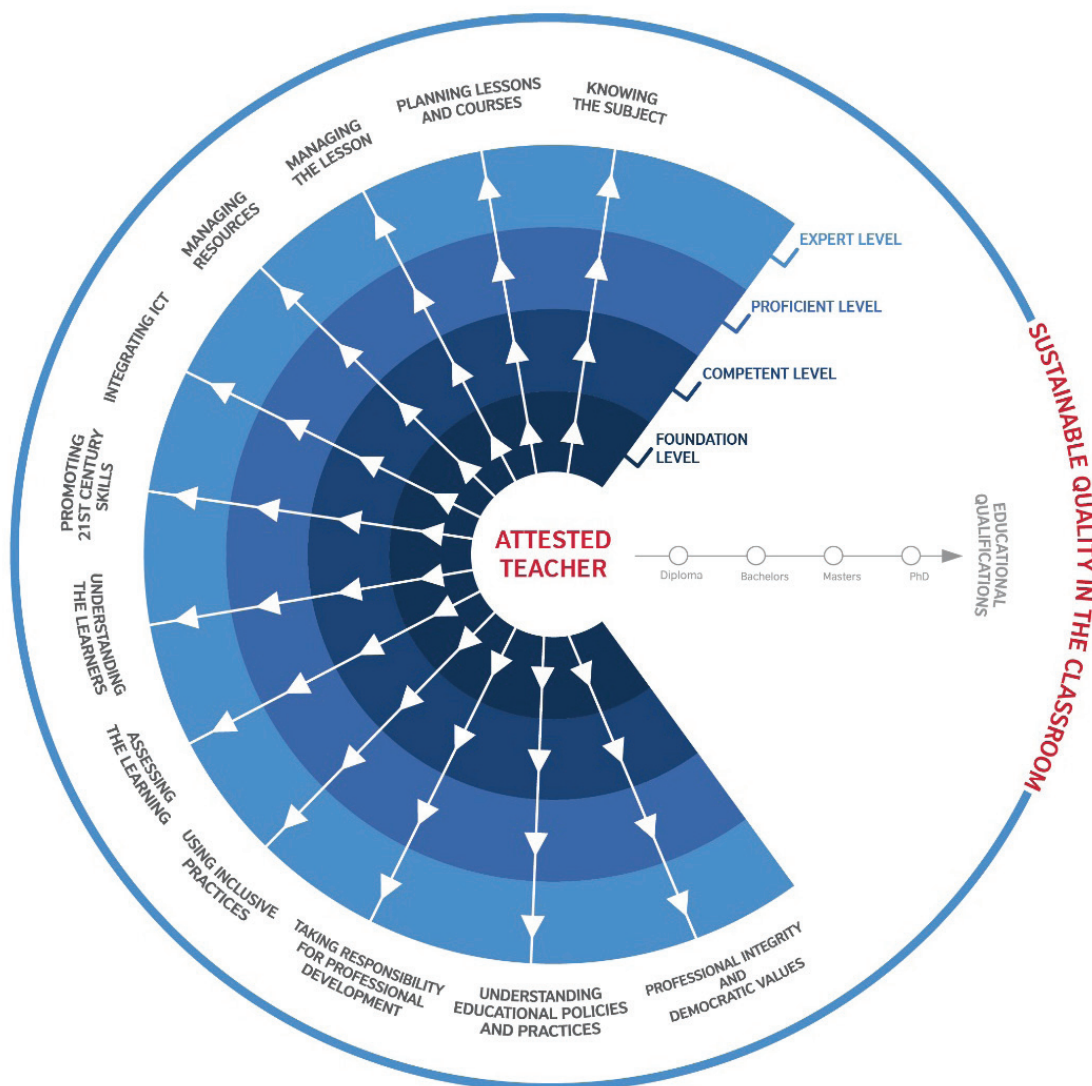 PLANNING LESSONS
AND COURSES
KNOWING
THE SUBJECT
MANAGING
THE LESSON
MANAGING
RESOURCES
INTEGRATING ICT
PROMOTING
21ST CENTURY
SKILLS
UNDERSTANDING
THE LEARNERS
ASSESSING
THE LEARNING
USING INCLUSIVE
PRACTICES
TAKING RESPONSIBILITY
FOR PROFESSIONAL
DEVELOPMENT
UNDERSTANDING
EDUCATIONAL POLICIES
AND PRACTICES
PROFESSIONAL INTEGRITY
AND
DEMOCRATIC VALUES
EXPERT LEVEL
PROFICIENT LEVEL
COMPETENT LEVEL
FOUNDATION
LEVEL
ATTESTED
TEACHER
Diploma
Bachelors
Masters
PhD
EDUCATIONAL
QUALIFICATIONS
SUSTAINABLE QUALITY IN THE CLASSROOM